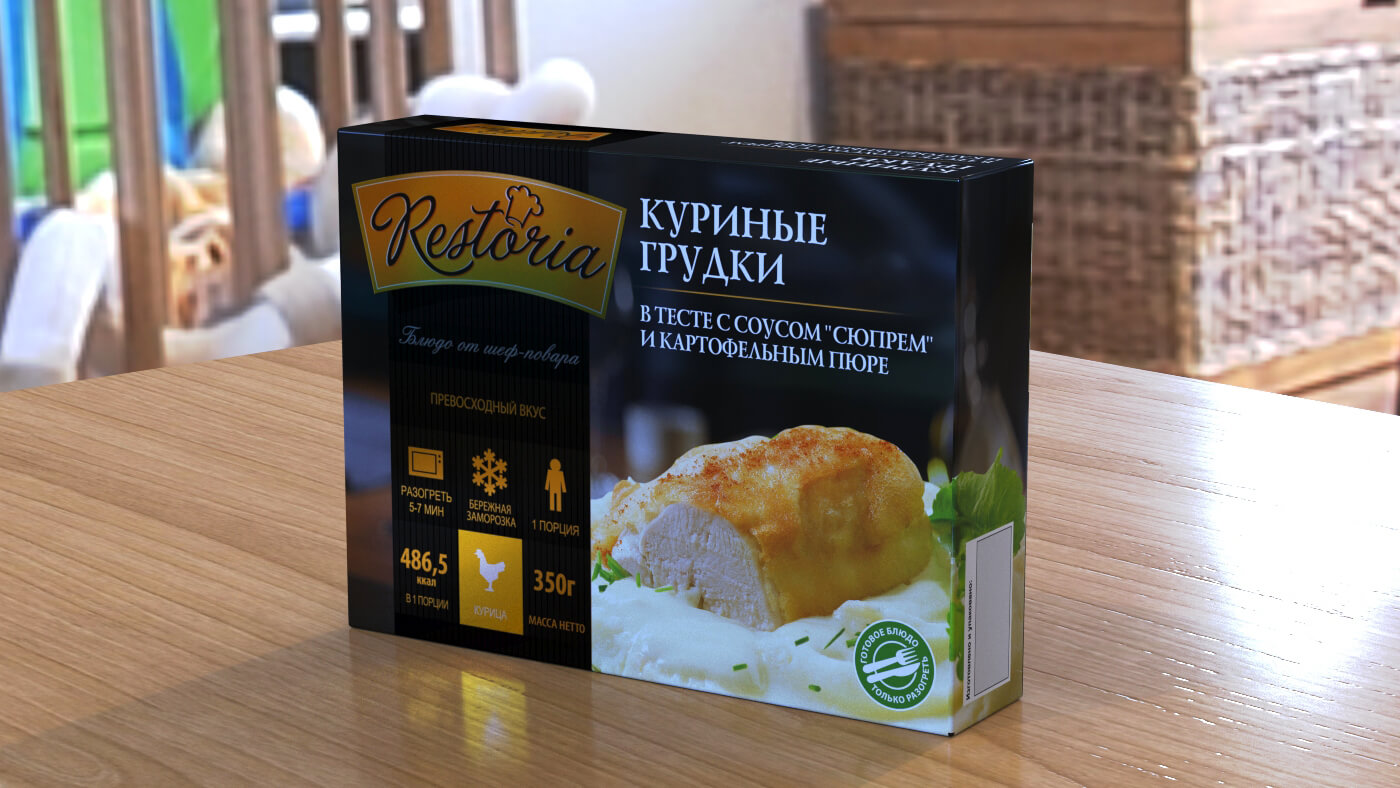 Restoria
Блюдо от шеф-повара
ПРЕВОСХОДНЫЙ ВКУС
РАЗОГРЕТЬ
5-7 МИН
БЕРЕЖНАЯ
ЗАМОРОЗКА
1 ПОРЦИЯ
486,5
ккал
В 1 ПОРЦИИ
КУРИЦА
350г
МАССА НЕТТО
КУРИНЫЕ
ГРУДКИ
В ТЕСТЕ С СОУСОМ "СЮПРЕМ"
И КАРТОФЕЛЬНЫМ ПЮРЕ
ГОТОВОЕ БЛЮДО
ТОЛЬКО РАЗОГРЕТЬ
Изготовлено и упаковано: